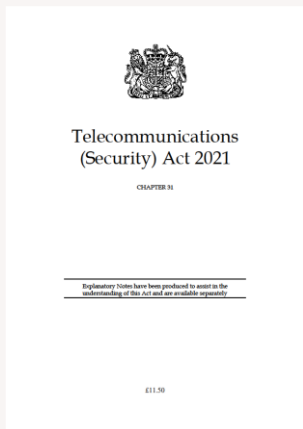 Telecommunications
(Security) Act 2021
CHAPTER 31
Explanatory Notes have been produced to assist in the
understanding of this Act and are available separately
£11.50